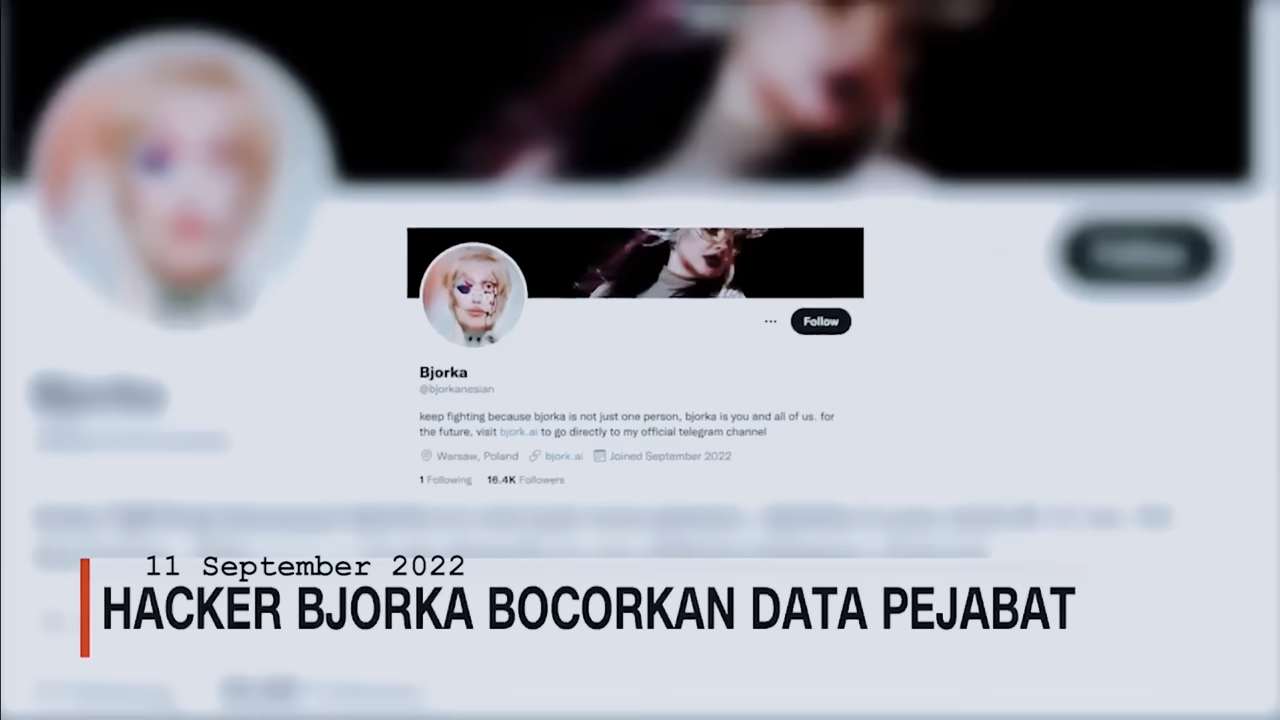 Follow
Bjorka
@bjorkanesian
keep fighting because bjorka is not just one person, bjorka is you and all of us. for
the future, visit bjork.ai to go directly to my official telegram channel
Warsaw, Poland bjork.ai Joined September 2022
1 Following 16.4K Followers
11 September 2022
HACKER BJORKA BOCORKAN DATA PEJABAT